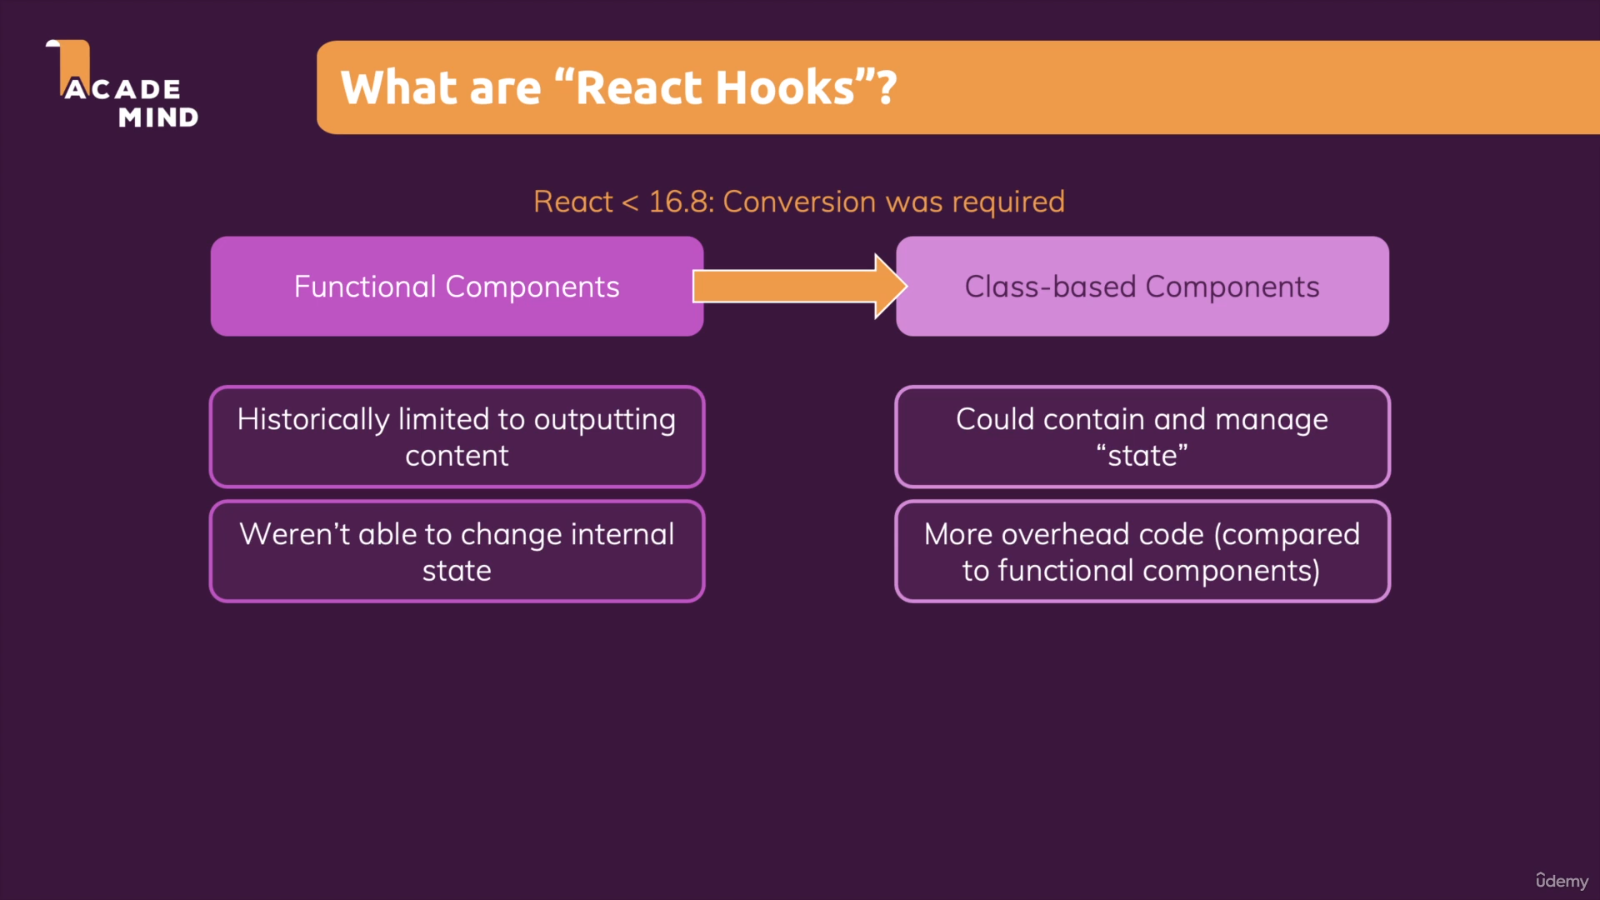 ACADE
MIND
What are “React Hooks”?
React < 16.8: Conversion was required
Functional Components
Class-based Components
Historically limited to outputting
content
Could contain and manage
“state”
Weren’t able to change internal
state
More overhead code (compared
to functional components)
ûdemy